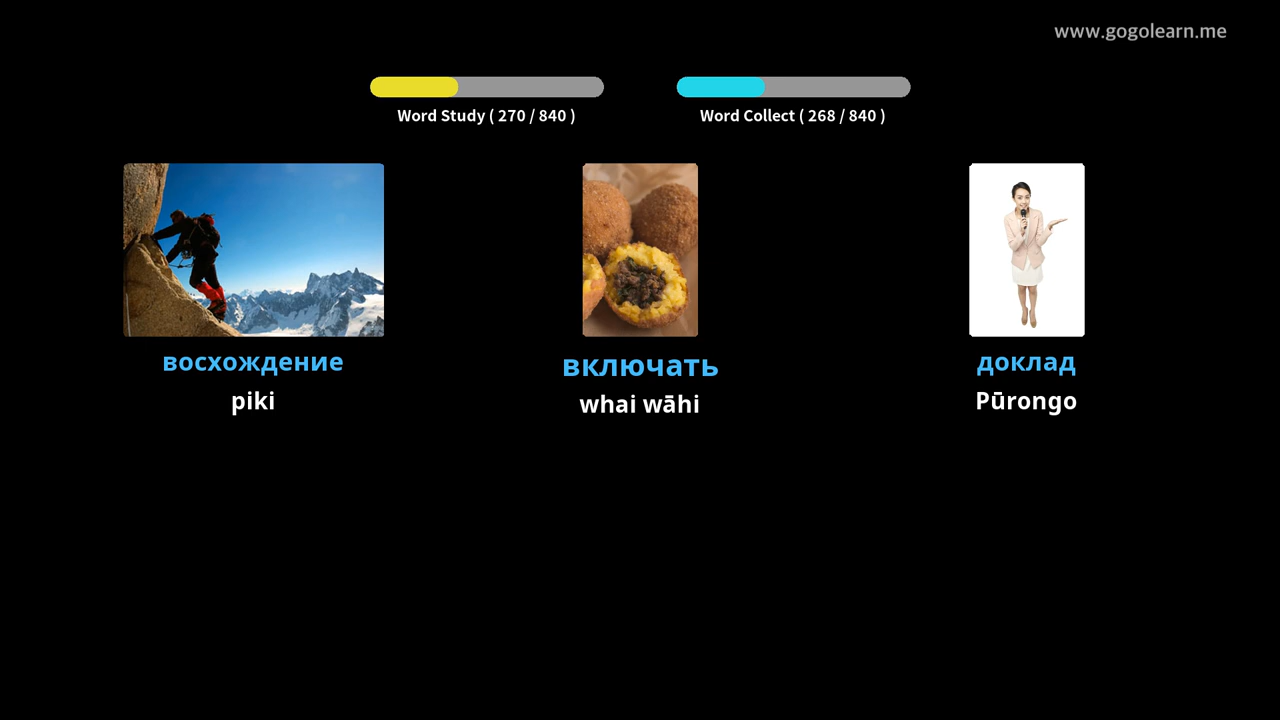 www.gogolearn.me
Word Study ( 270 / 840 )
Word Collect ( 268 / 840 )
восхождение
piki
включать
whai wāhi
доклад
Pūrongo